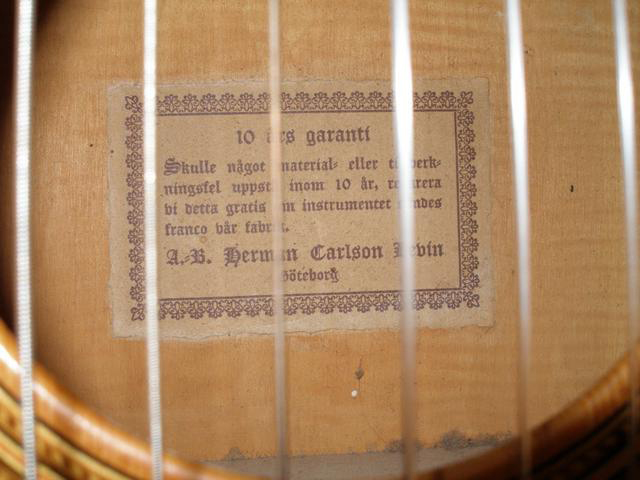 10 års garanti
Skulle något material- eller tillverk-
ningsfel uppstå inom 10 år, reparera
vi detta gratis om instrumentet sändes
franco vår fabrik.
A.-B. Herman Carlson Levin
Göteborg